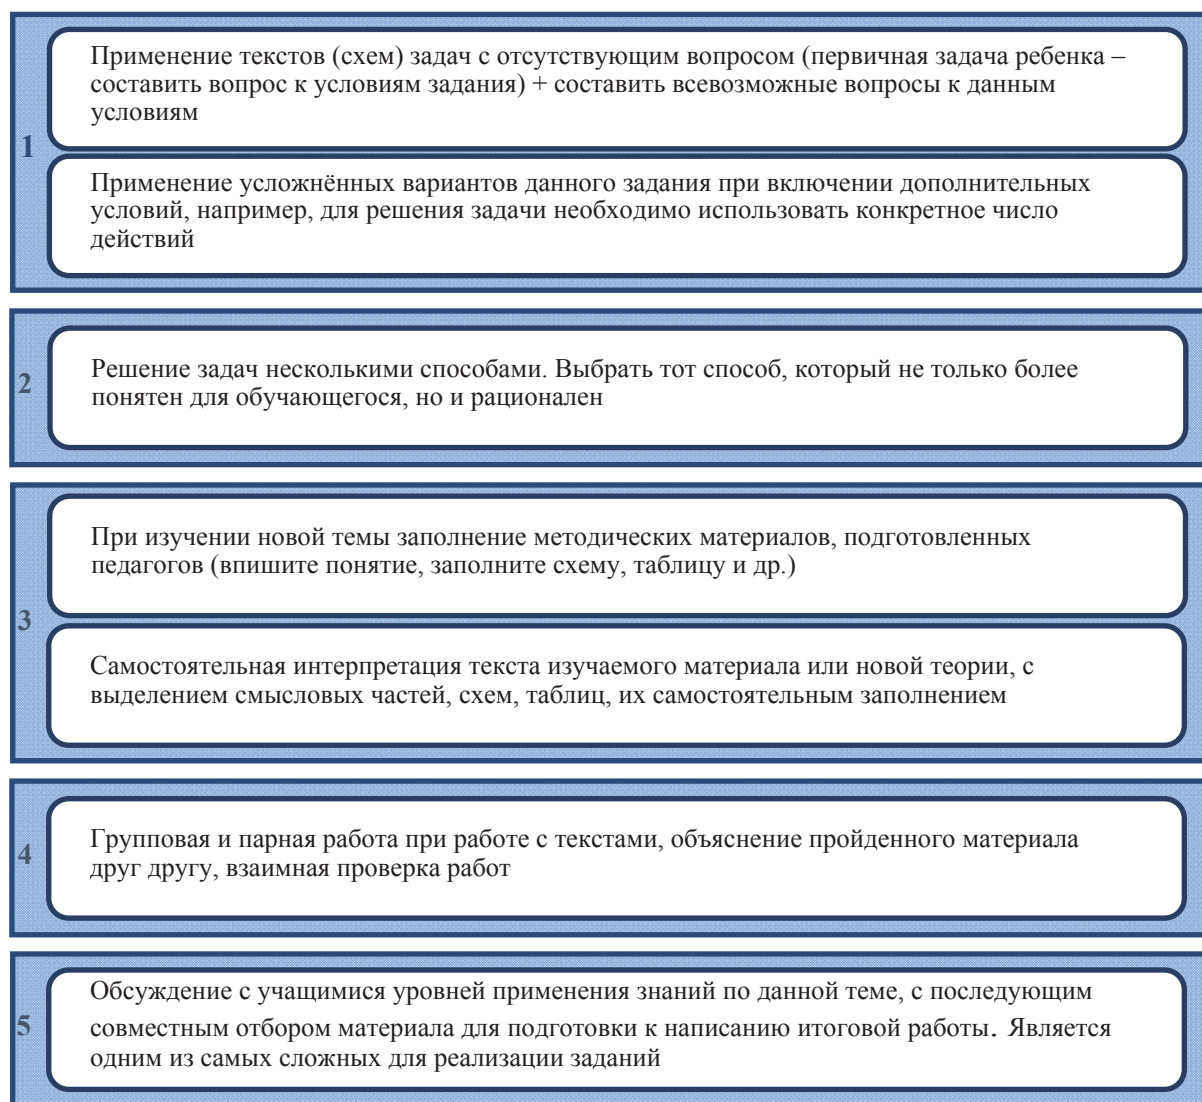 Применение текстов (схем) задач с отсутствующим вопросом (первичная задача ребенка –
составить вопрос к условиям задания) + составить всевозможные вопросы к данным
условиям
1
Применение усложнённых вариантов данного задания при включении дополнительных
условий, например, для решения задачи необходимо использовать конкретное число
действий
2
Решение задач несколькими способами. Выбрать тот способ, который не только более
понятен для обучающегося, но и рационален
При изучении новой темы заполнение методических материалов, подготовленных
педагогов (впишите понятие, заполните схему, таблицу и др.)
3
Самостоятельная интерпретация текста изучаемого материала или новой теории, с
выделением смысловых частей, схем, таблиц, их самостоятельным заполнением
4
Групповая и парная работа при работе с текстами, объяснение пройденного материала
друг другу, взаимная проверка работ
5
Обсуждение с учащимися уровней применения знаний по данной теме, с последующим
совместным отбором материала для подготовки к написанию итоговой работы. Является
одним из самых сложных для реализации заданий